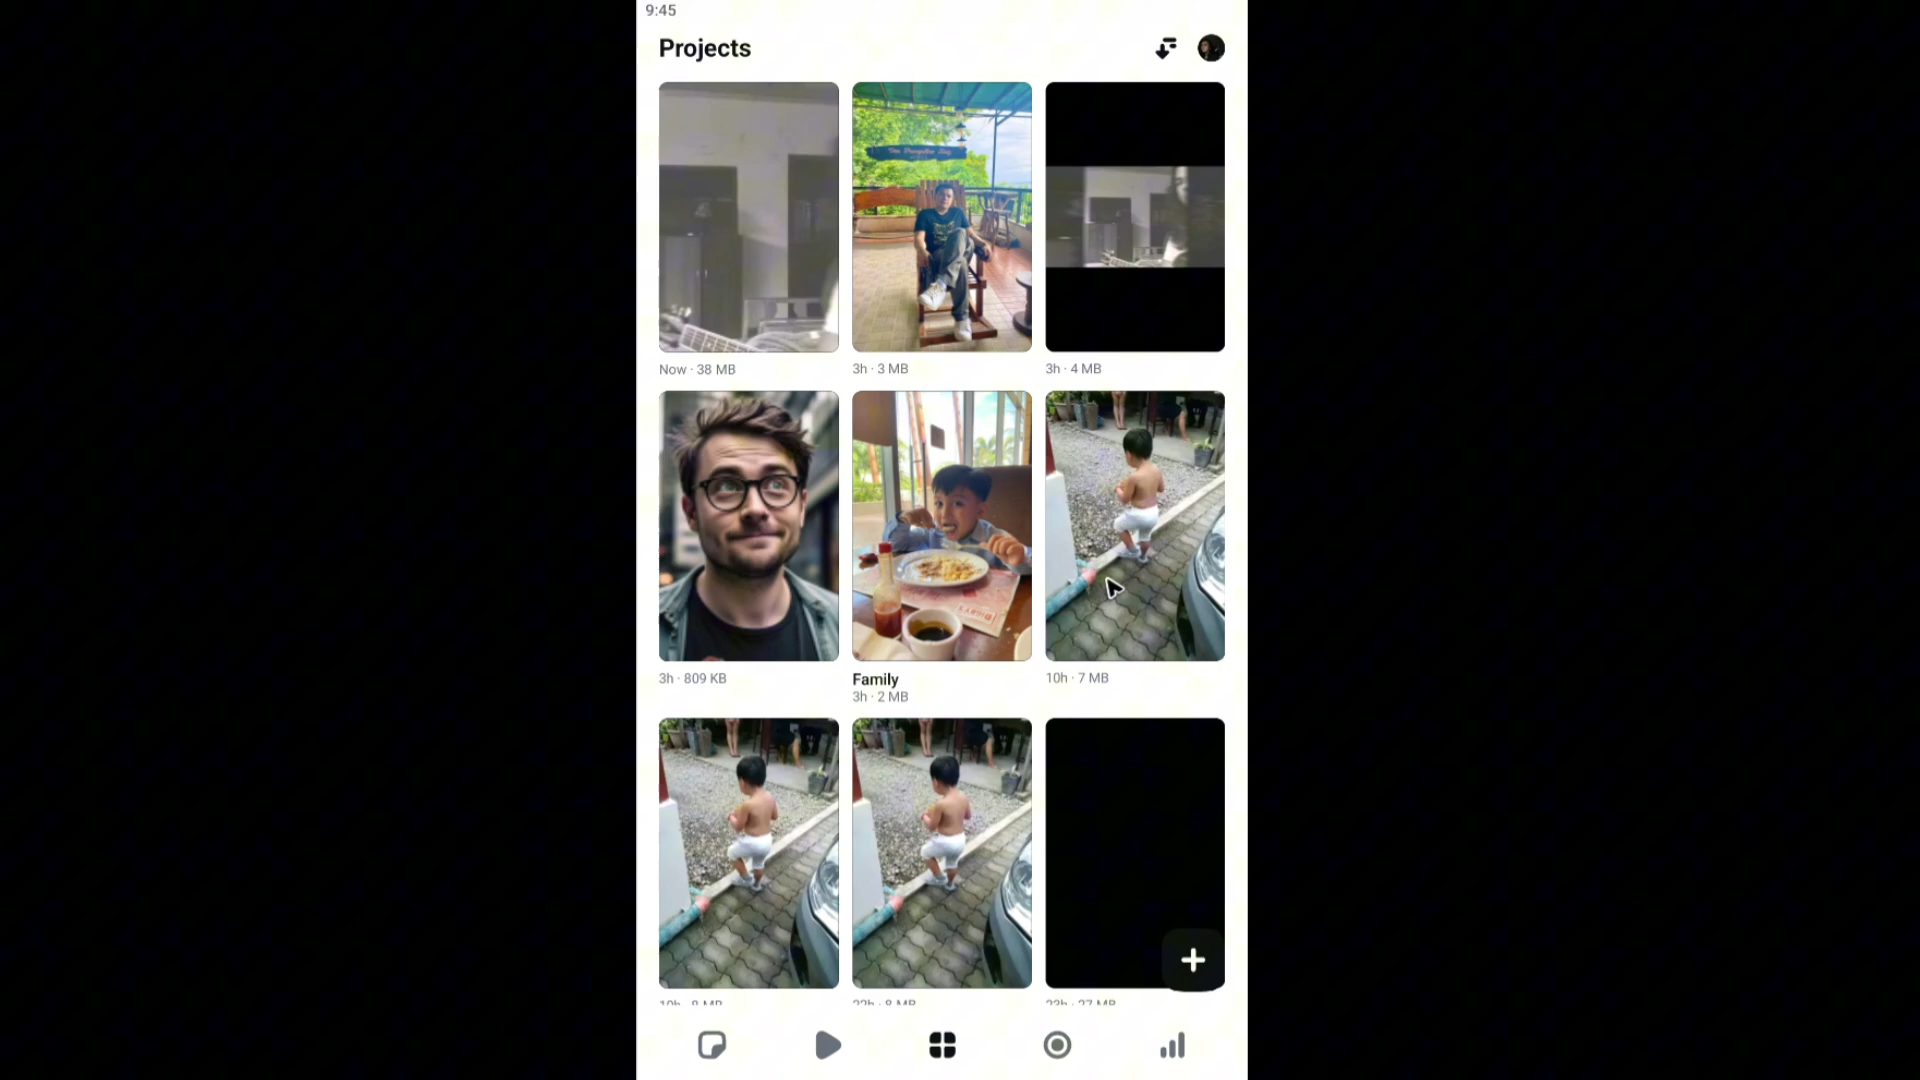 9:45
Projects
Now · 38 MB
3h · 3 MB
3h · 4 MB
3h · 809 KB
Family
3h · 2 MB
10h · 7 MB